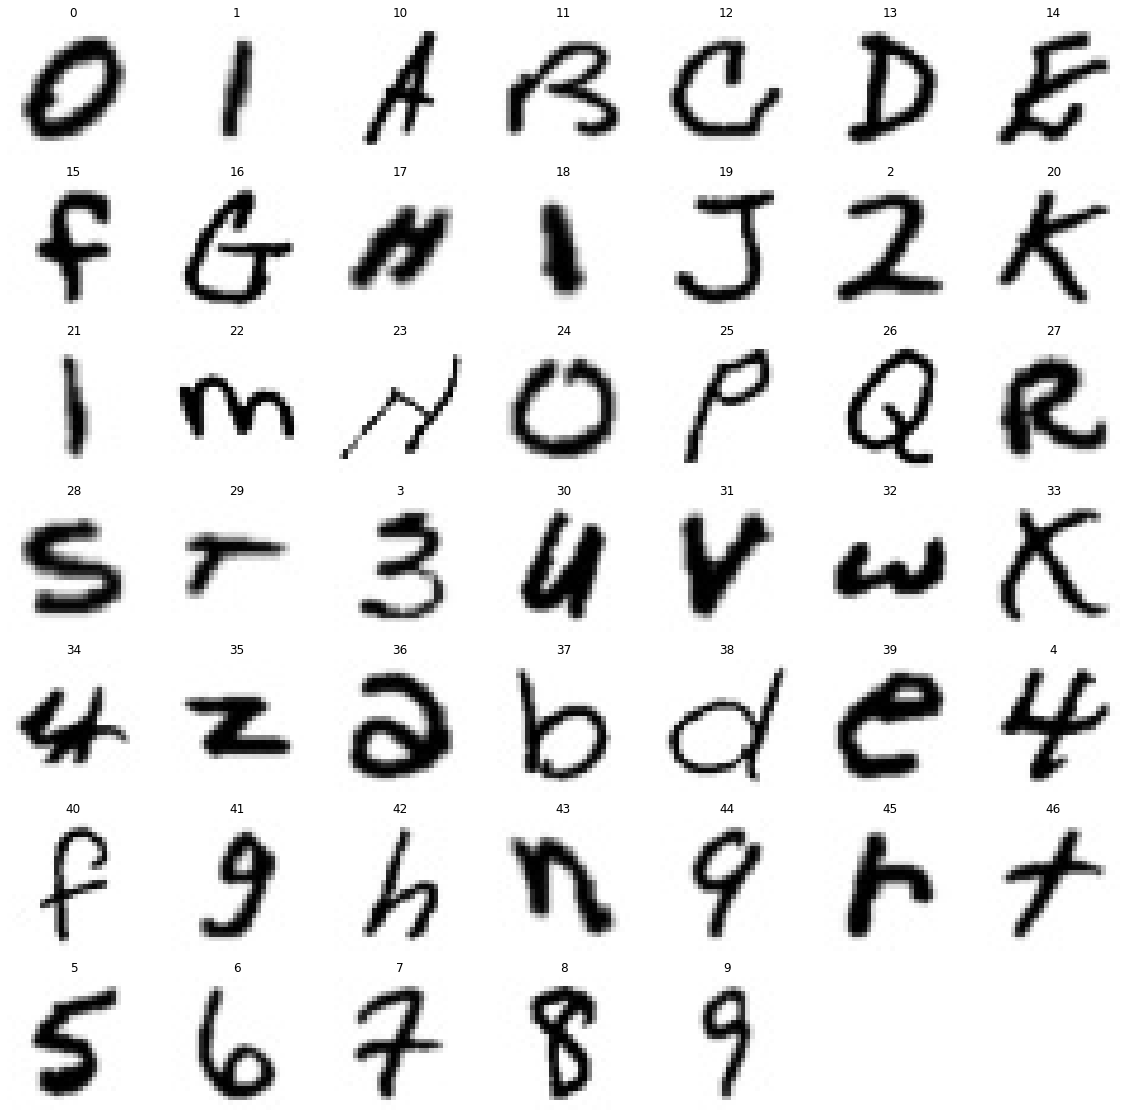 0 1 10 11 12 13 14
0 1 A B C D E
15 16 17 18 19 2 20
f G H I J 2 K
21 22 23 24 25 26 27
l m N O P Q R
28 29 3 30 31 32 33
S T 3 u V w X
34 35 36 37 38 39 4
y z a b d e 4
40 41 42 43 44 45 46
f g h n q r t
5 6 7 8 9
5 6 7 8 9